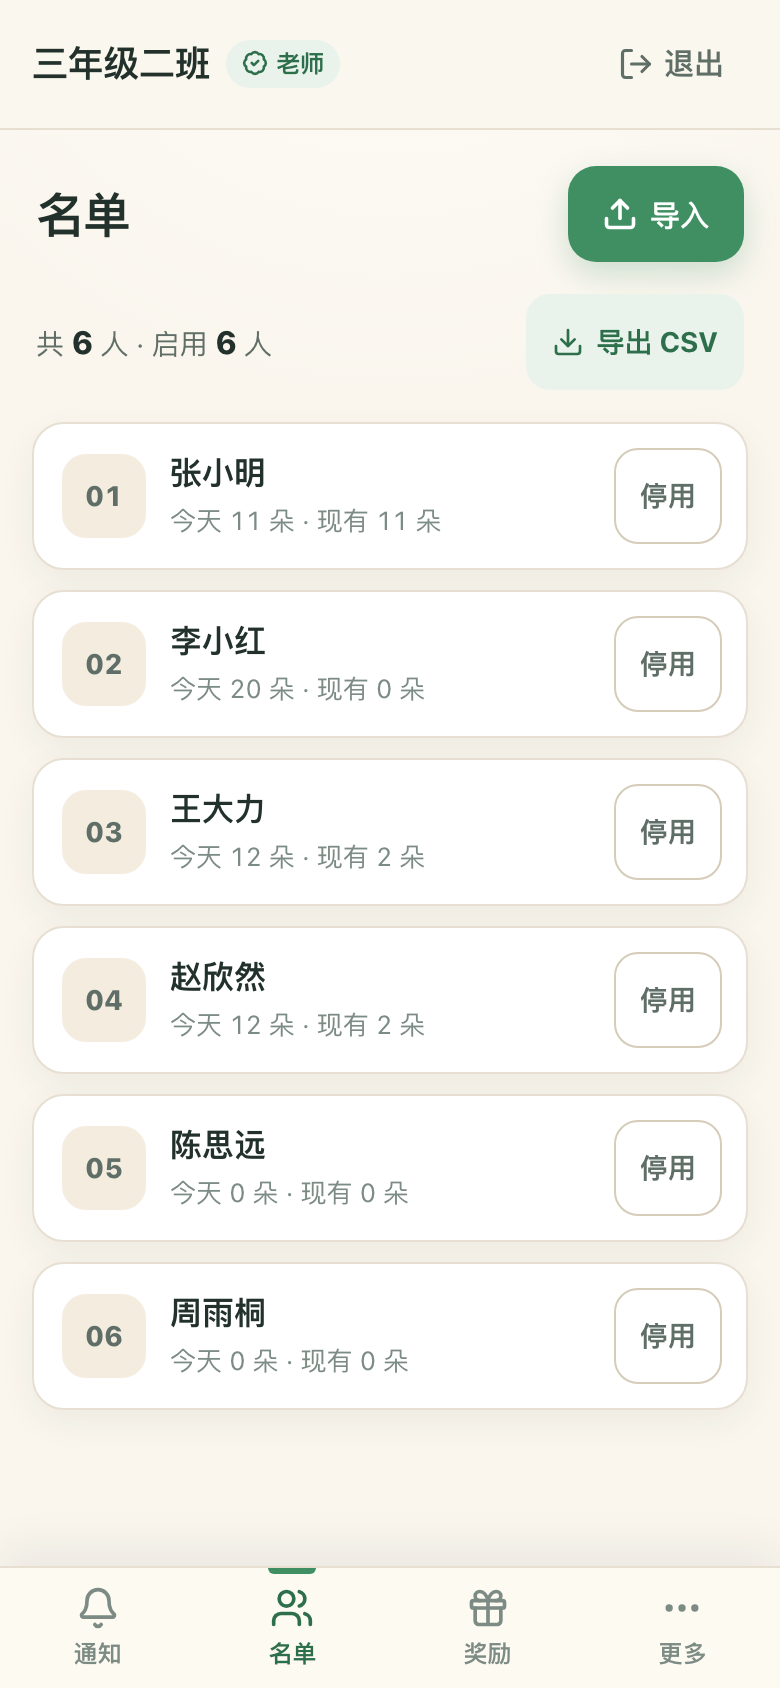 三年级二班 老师 退出
名单 导入
共 6 人 · 启用 6 人 导出 CSV
01 张小明 停用
今天 11 朵 · 现有 11 朵
02 李小红 停用
今天 20 朵 · 现有 0 朵
03 王大力 停用
今天 12 朵 · 现有 2 朵
04 赵欣然 停用
今天 12 朵 · 现有 2 朵
05 陈思远 停用
今天 0 朵 · 现有 0 朵
06 周雨桐 停用
今天 0 朵 · 现有 0 朵
通知 名单 奖励 更多